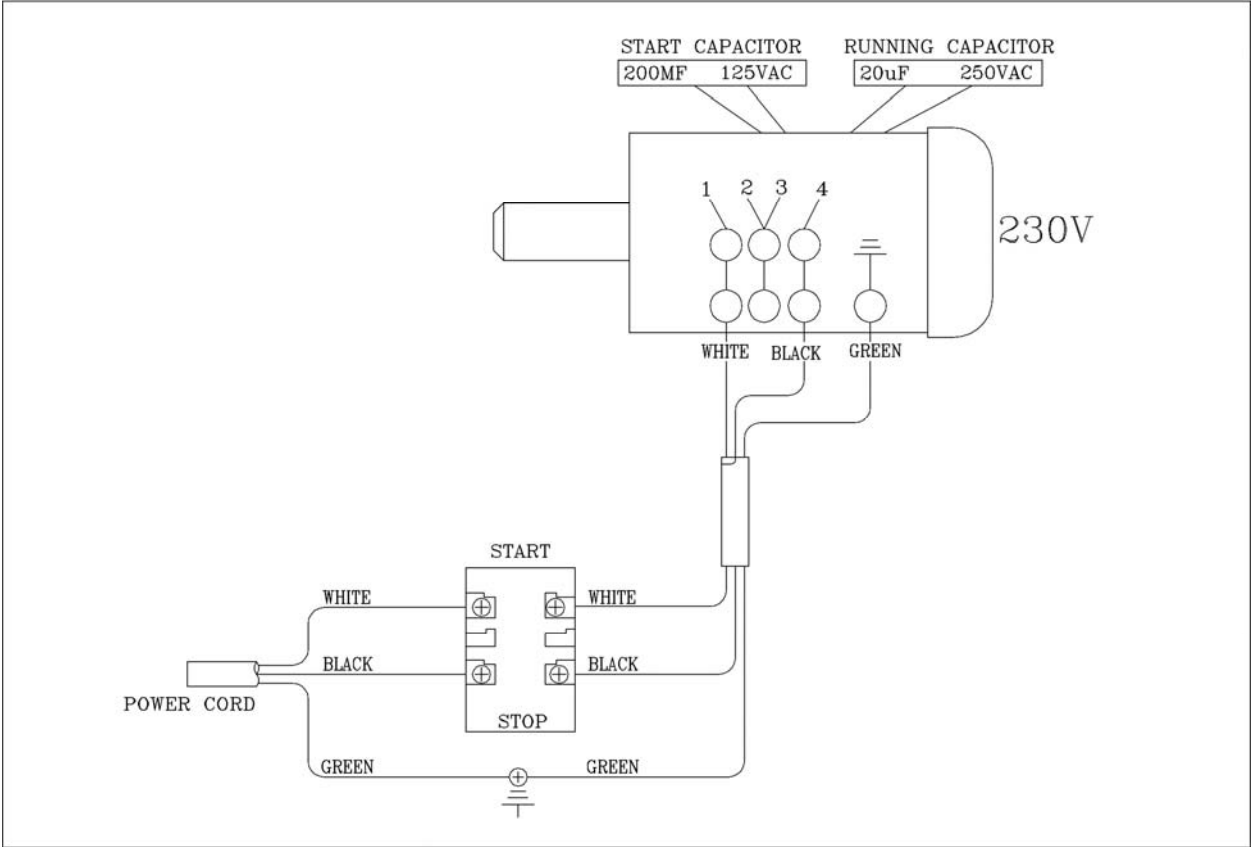 START CAPACITOR
200MF 125VAC
RUNNING CAPACITOR
20uF 250VAC
1 2 3 4
230V
WHITE BLACK GREEN
START
WHITE WHITE
BLACK BLACK
POWER CORD
STOP
GREEN GREEN